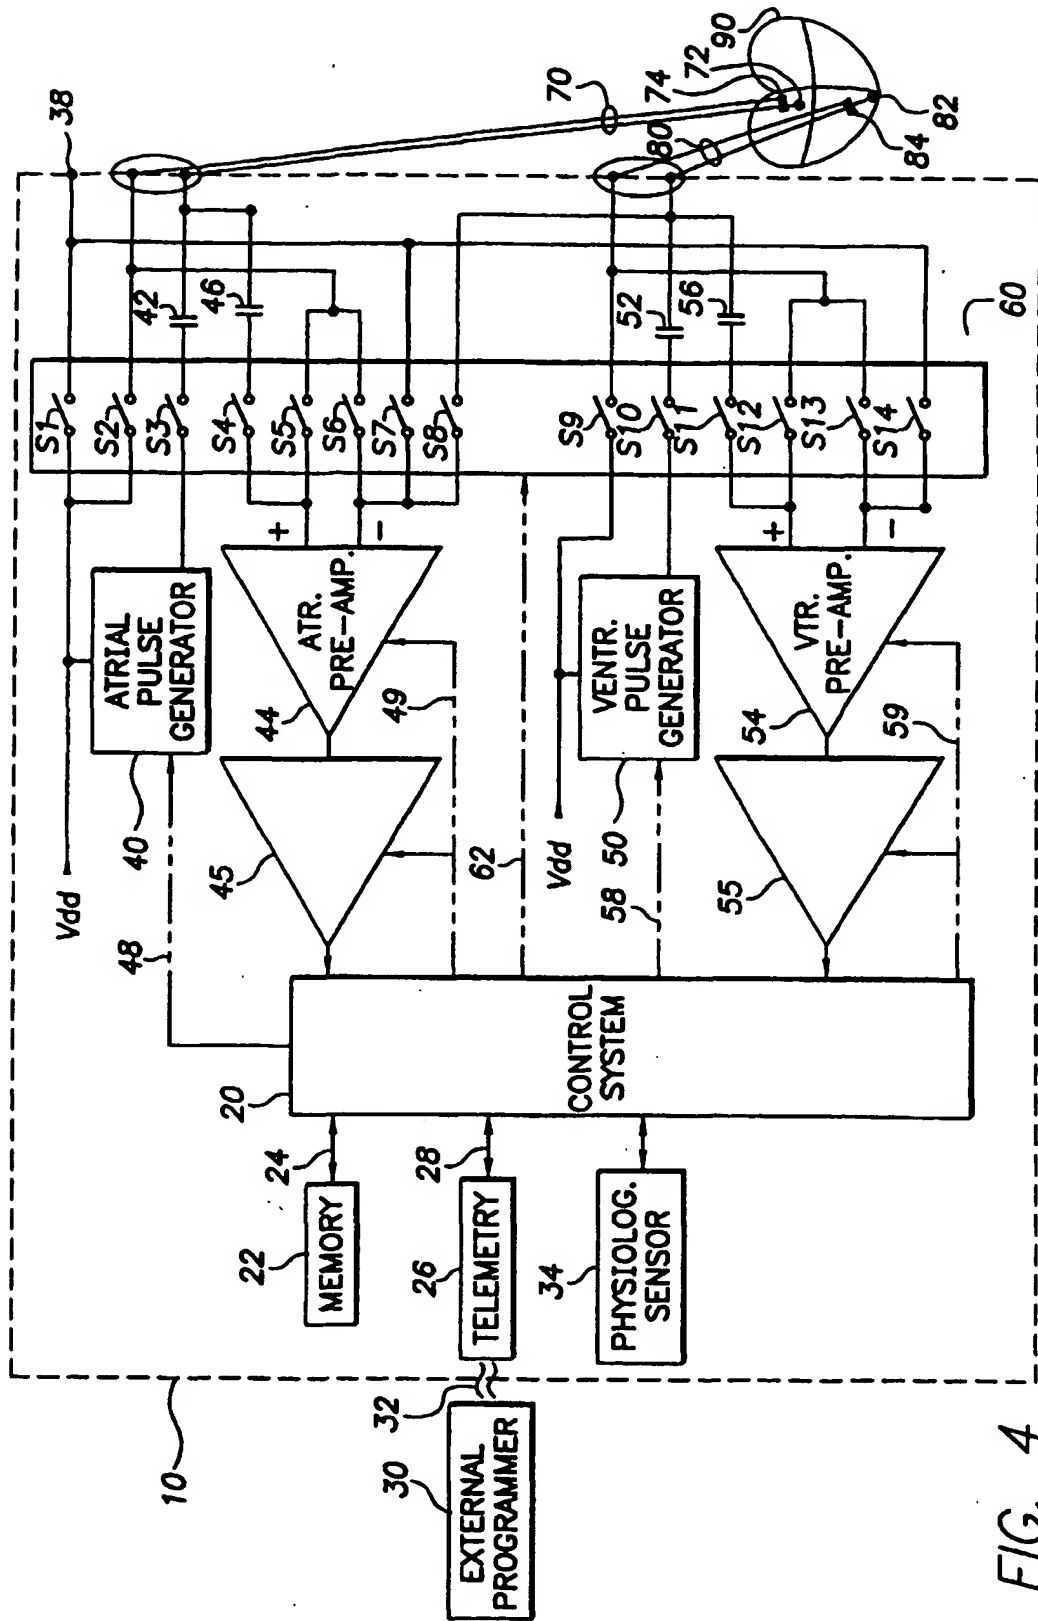 10
38
Vdd
48
40
ATRIAL
PULSE
GENERATOR
S1
S2
S3
S4
S5
S6
S7
S8
42
46
70
74
72
90
80
84
82
45
44
ATR.
PRE-AMP.
+
-
49
62
20
CONTROL
SYSTEM
22
24
MEMORY
26
28
TELEMETRY
30
32
EXTERNAL
PROGRAMMER
34
PHYSIOLOG.
SENSOR
Vdd
58
50
VENTR.
PULSE
GENERATOR
S9
S10
S11
S12
S13
S14
52
56
60
55
54
VTR.
PRE-AMP.
+
-
59
FIG. 4